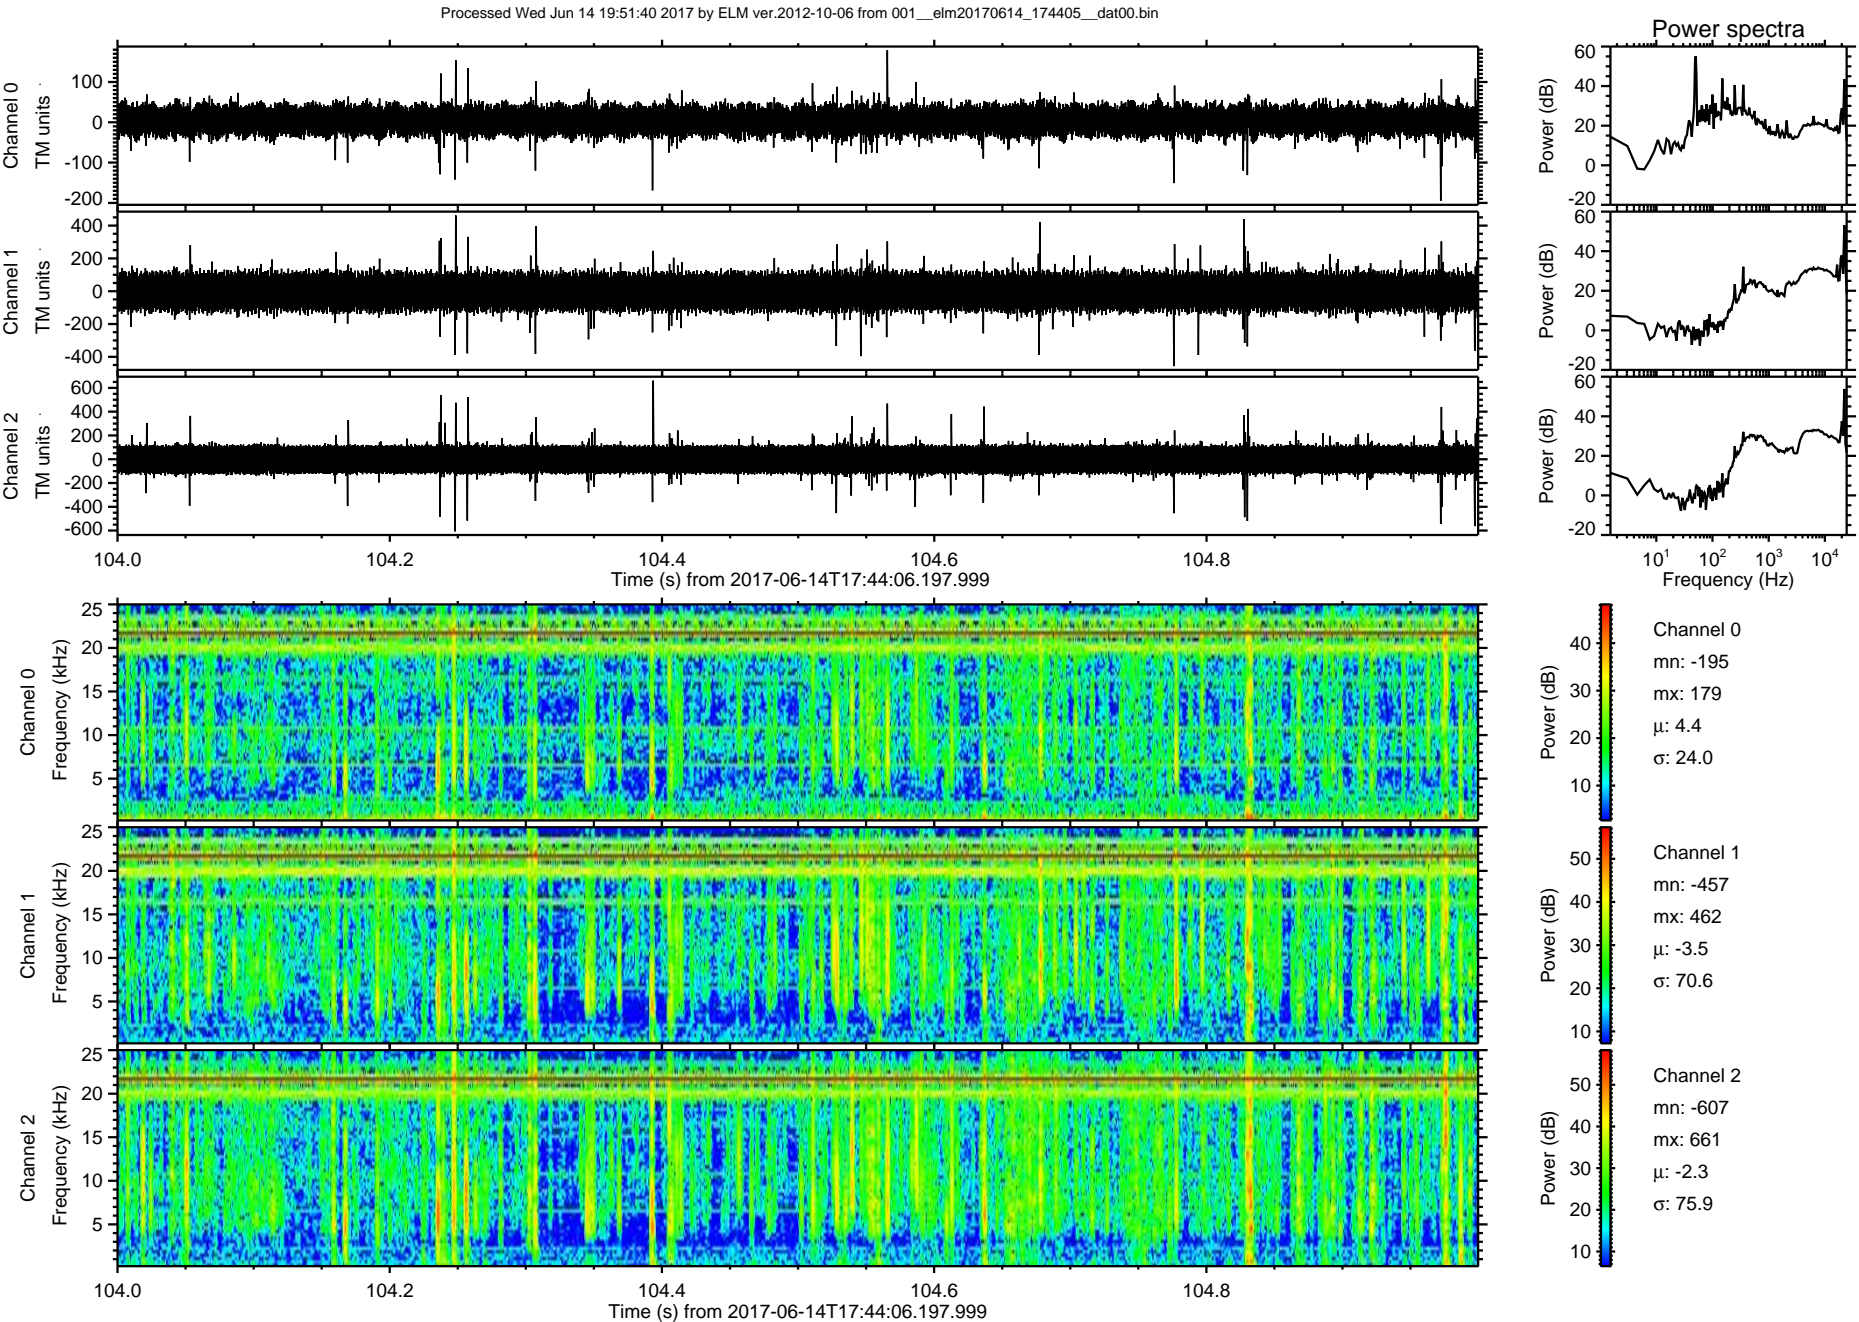 Processed Wed Jun 14 19:51:40 2017 by ELM ver.2012-10-06 from 001__elm20170614_174405__dat00.bin
Power spectra
Channel 0
TM units
100
0
-100
-200
Power (dB)
60
40
20
0
-20
Channel 1
TM units
400
200
0
-200
-400
Power (dB)
60
40
20
0
-20
Channel 2
TM units
600
400
200
0
-200
-400
-600
Power (dB)
60
40
20
0
-20
104.0 104.2 104.4 104.6 104.8
Time (s) from 2017-06-14T17:44:06.197.999
10¹ 10² 10³ 10⁴
Frequency (Hz)
Channel 0
Frequency (kHz)
25
20
15
10
5
Power (dB)
40
30
20
10
Channel 0
mn: -195
mx: 179
μ: 4.4
σ: 24.0
Channel 1
Frequency (kHz)
25
20
15
10
5
Power (dB)
50
40
30
20
10
Channel 1
mn: -457
mx: 462
μ: -3.5
σ: 70.6
Channel 2
Frequency (kHz)
25
20
15
10
5
Power (dB)
50
40
30
20
10
Channel 2
mn: -607
mx: 661
μ: -2.3
σ: 75.9
104.0 104.2 104.4 104.6 104.8
Time (s) from 2017-06-14T17:44:06.197.999